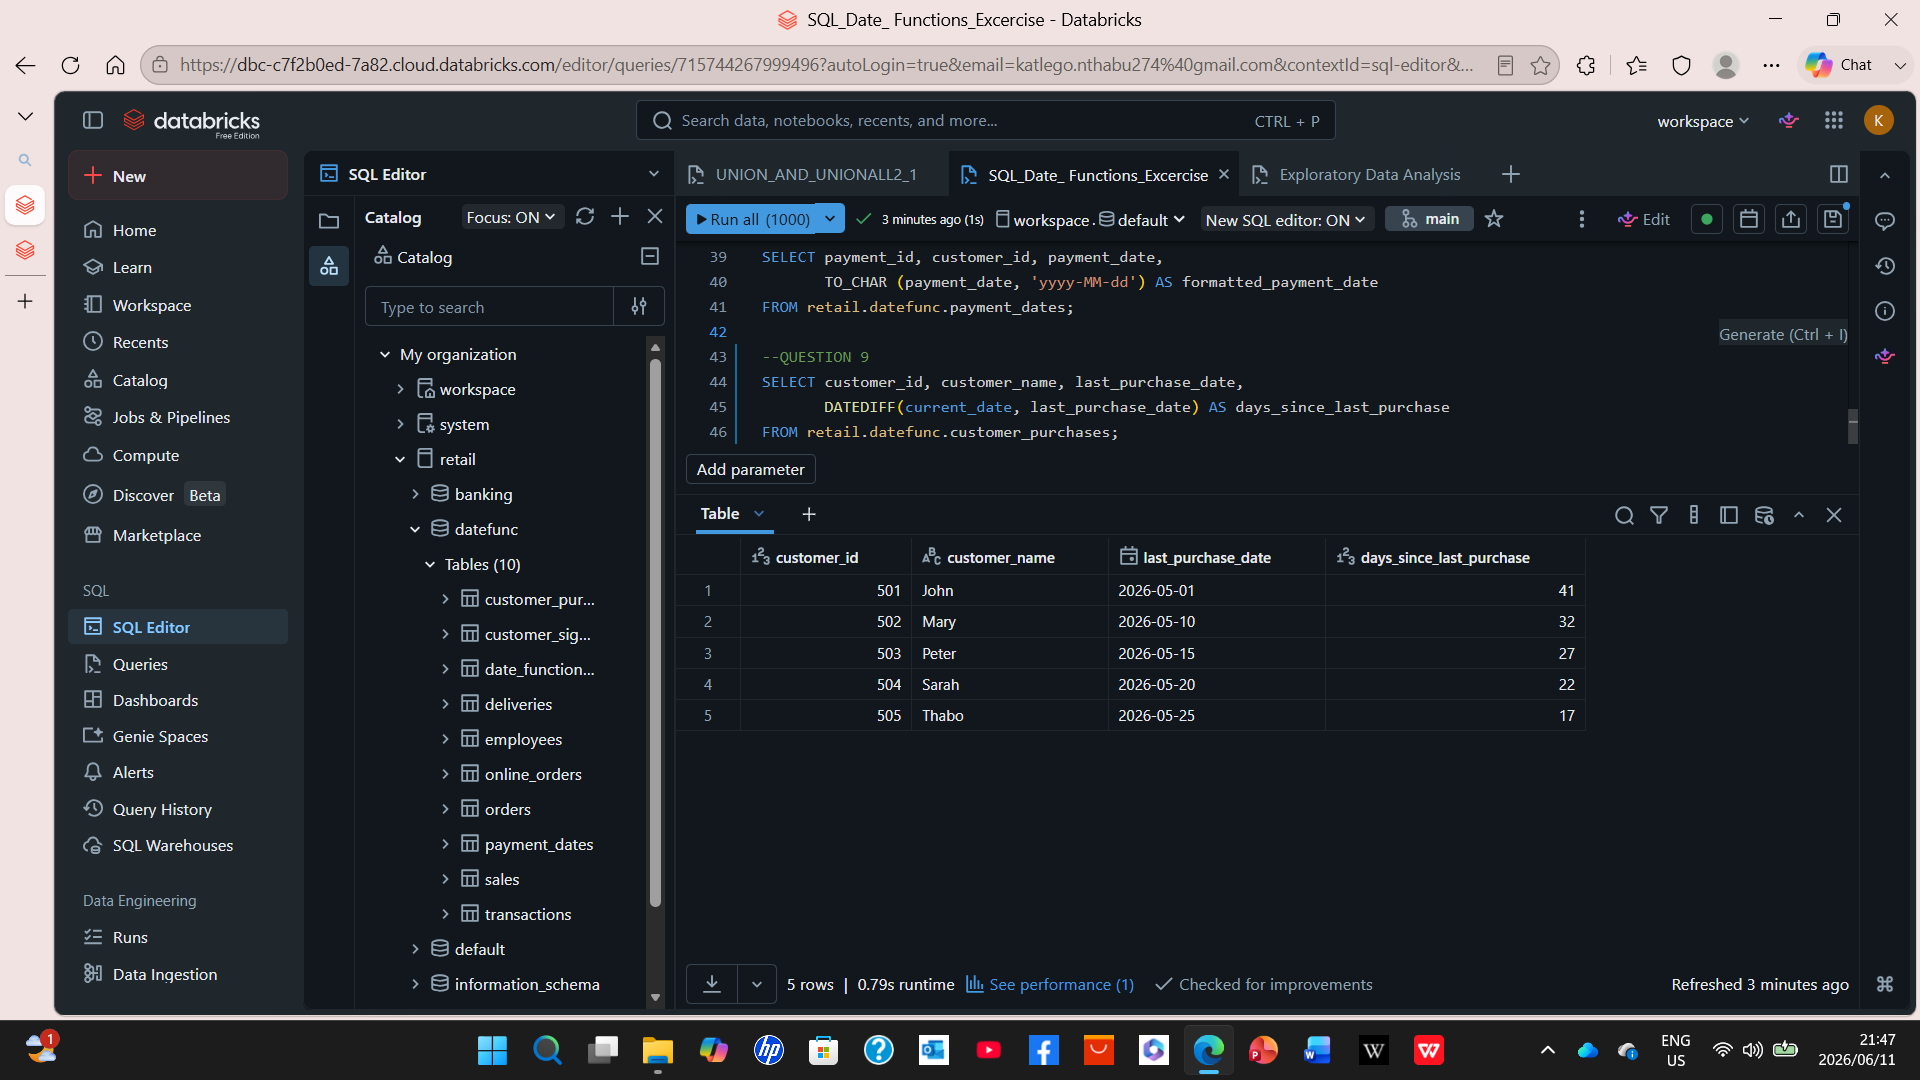 SQL_Date_ Functions_Excercise - Databricks
https://dbc-c7f2b0ed-7a82.cloud.databricks.com/editor/queries/715744267999496?autoLogin=true&email=katlego.nthabu274%40gmail.com&contextId=sql-editor&...
Chat
databricks
Free Edition
Search data, notebooks, recents, and more...
CTRL + P
workspace
K
New
Home
Learn
Workspace
Recents
Catalog
Jobs & Pipelines
Compute
Discover Beta
Marketplace
SQL
SQL Editor
Queries
Dashboards
Genie Spaces
Alerts
Query History
SQL Warehouses
Data Engineering
Runs
Data Ingestion
SQL Editor
Catalog
Focus: ON
Catalog
Type to search
My organization
workspace
system
retail
banking
datefunc
Tables (10)
customer_pur...
customer_sig...
date_function...
deliveries
employees
online_orders
orders
payment_dates
sales
transactions
default
information_schema
UNION_AND_UNIONALL2_1
SQL_Date_ Functions_Excercise
Exploratory Data Analysis
Run all (1000)
3 minutes ago (1s)
workspace.
default
New SQL editor: ON
main
Edit
39 SELECT payment_id, customer_id, payment_date,
40 TO_CHAR (payment_date, 'yyyy-MM-dd') AS formatted_payment_date
41 FROM retail.datefunc.payment_dates;
42
Generate (Ctrl + I)
43 --QUESTION 9
44 SELECT customer_id, customer_name, last_purchase_date,
45 DATEDIFF(current_date, last_purchase_date) AS days_since_last_purchase
46 FROM retail.datefunc.customer_purchases;
Add parameter
Table
customer_id customer_name last_purchase_date days_since_last_purchase
1 501 John 2026-05-01 41
2 502 Mary 2026-05-10 32
3 503 Peter 2026-05-15 27
4 504 Sarah 2026-05-20 22
5 505 Thabo 2026-05-25 17
5 rows | 0.79s runtime
See performance (1)
Checked for improvements
Refreshed 3 minutes ago
1
hp
W
W
ENG
US
21:47
2026/06/11